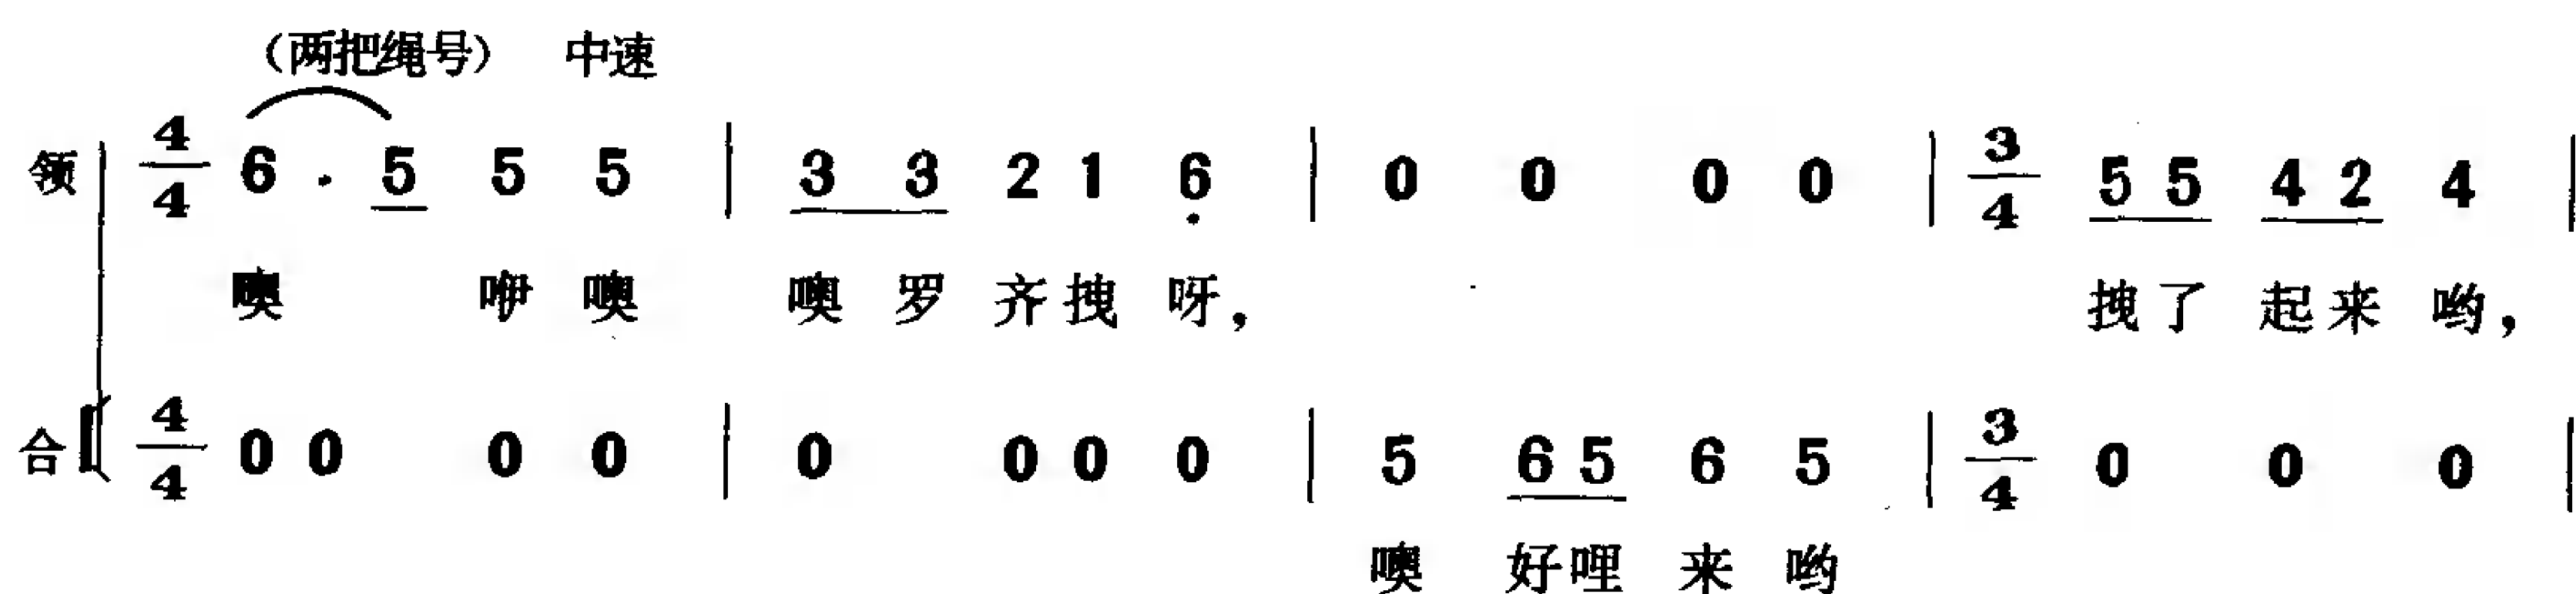 （两把绳号） 中速
领 4/4 6 . 5 5 5 | 3 3 2 1 6̣ | 0 0 0 0 | 3/4 5 5 4 2 4 |
噢 咿 噢 噢 罗 齐 拽 呀， 拽 了 起 来 哟，
合 4/4 0 0 0 0 | 0 0 0 0 | 5 6 5 6 5 | 3/4 0 0 0 |
噢 好 哩 来 哟